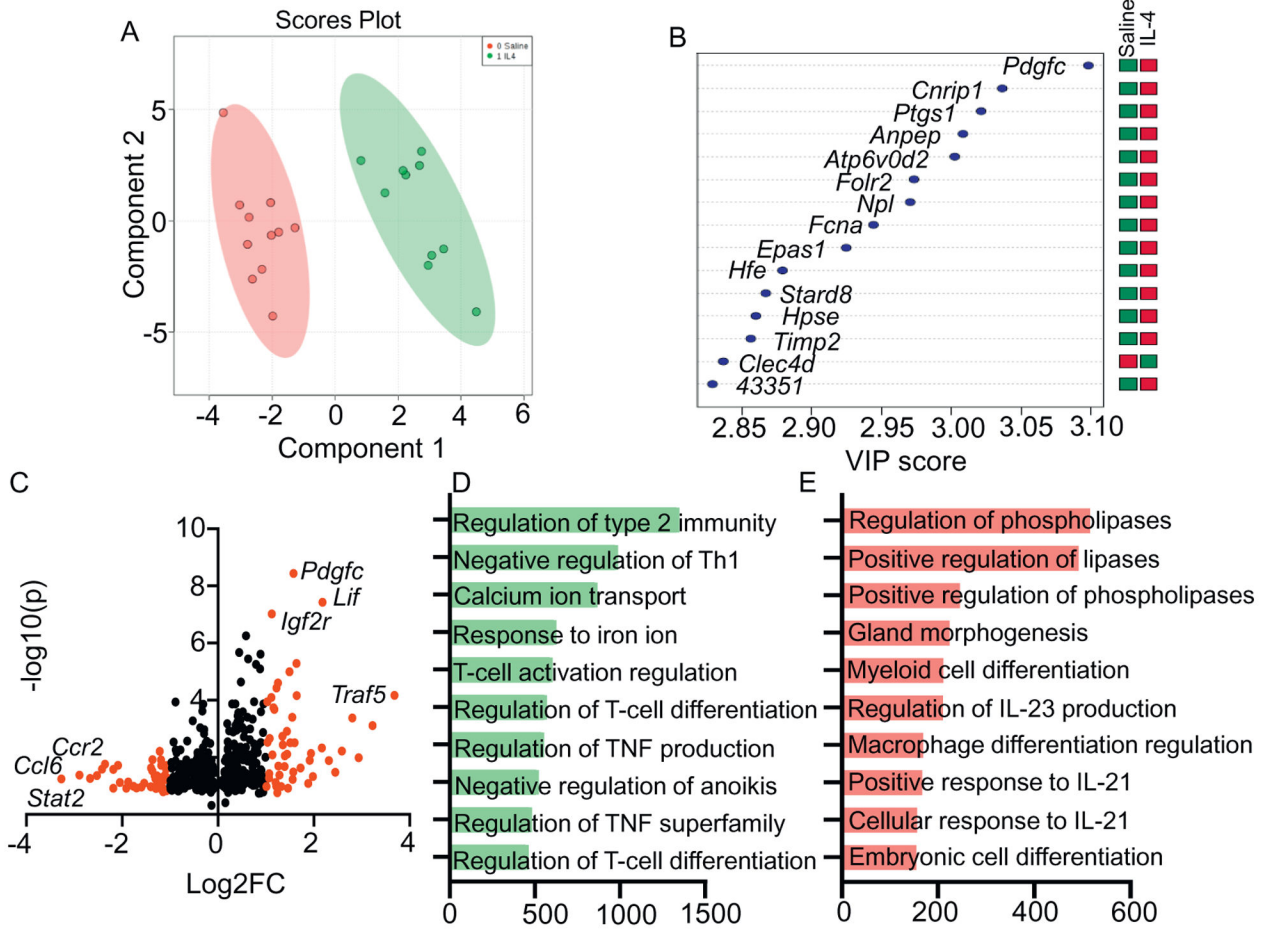 A
Scores Plot
0 Saline
1 IL4
5
0
-5
Component 2
-4
-2
0
2
4
6
Component 1
B
Saline
IL-4
Pdgfc
Cnrip1
Ptgs1
Anpep
Atp6v0d2
Folr2
Npl
Fcna
Epas1
Hfe
Stard8
Hpse
Timp2
Clec4d
43351
2.85
2.90
2.95
3.00
3.05
3.10
VIP score
C
10
8
6
4
2
0
-log10(p)
Pdgfc
Lif
Igf2r
Traf5
Ccr2
Ccl6
Stat2
-4
-2
0
2
4
Log2FC
D
Regulation of type 2 immunity
Negative regulation of Th1
Calcium ion transport
Response to iron ion
T-cell activation regulation
Regulation of T-cell differentiation
Regulation of TNF production
Negative regulation of anoikis
Regulation of TNF superfamily
Regulation of T-cell differentiation
0
500
1000
1500
E
Regulation of phospholipases
Positive regulation of lipases
Positive regulation of phospholipases
Gland morphogenesis
Myeloid cell differentiation
Regulation of IL-23 production
Macrophage differentiation regulation
Positive response to IL-21
Cellular response to IL-21
Embryonic cell differentiation
0
200
400
600